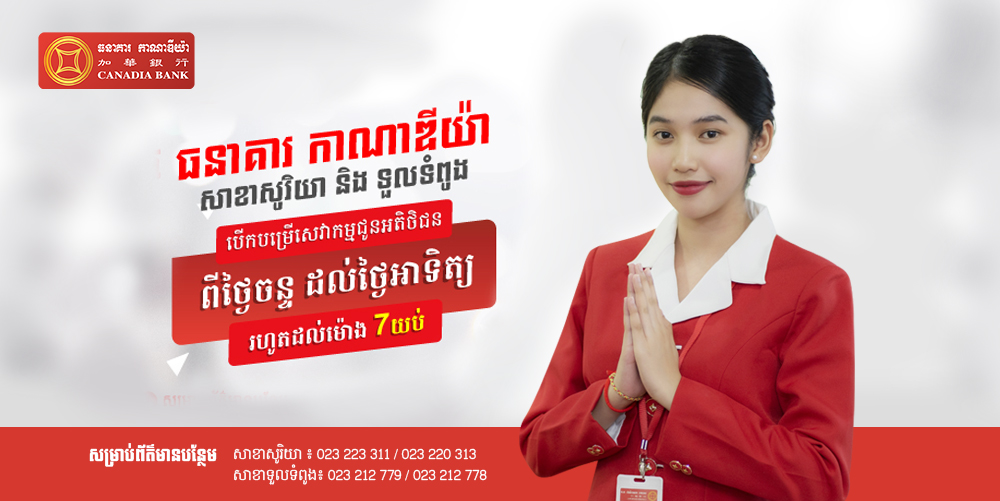 ធនាគារ កាណាឌីយ៉ា
加華銀行
CANADIA BANK
ធនាគារ កាណាឌីយ៉ា
សាខាសូរិយា និង ទួលទំពូង
បើកបម្រើសេវាកម្មជូនអតិថិជន
ពីថ្ងៃចន្ទ ដល់ថ្ងៃអាទិត្យ
រហូតដល់ម៉ោង 7យប់
សម្រាប់ព័ត៌មានបន្ថែម
សាខាសូរិយា ៖ 023 223 311 / 023 220 313
សាខាទួលទំពូង៖ 023 212 779 / 023 212 778